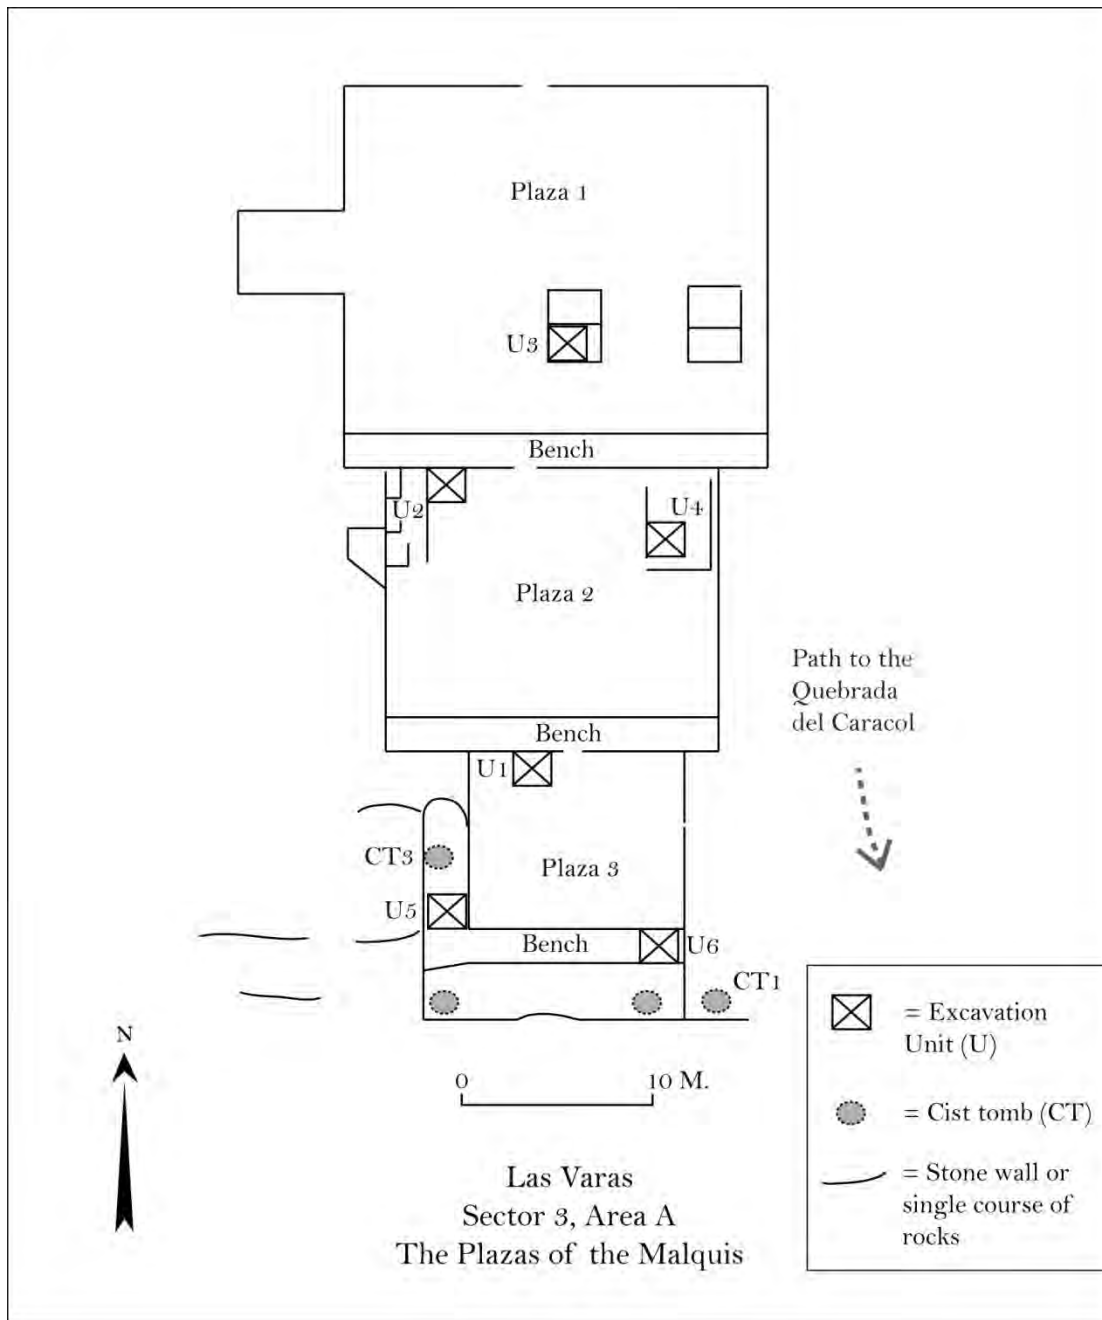 Plaza 1
U3
Bench
U2
U4
Plaza 2
Path to the
Quebrada
del Caracol
Bench
U1
CT3
Plaza 3
U5
Bench
U6
CT1
= Excavation
Unit (U)
= Cist tomb (CT)
= Stone wall or
single course of
rocks
N
0
10 M.
Las Varas
Sector 3, Area A
The Plazas of the Malquis